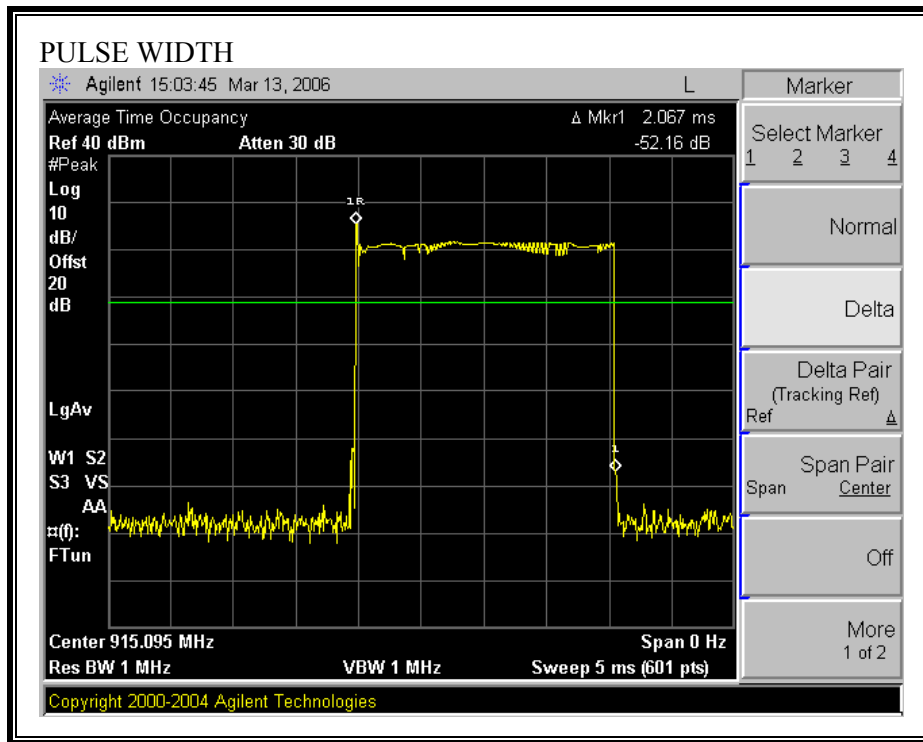 PULSE WIDTH
Agilent 15:03:45 Mar 13, 2006 L
Average Time Occupancy
Δ Mkr1 2.067 ms
Ref 40 dBm Atten 30 dB -52.16 dB
#Peak
Log
10
dB/
Offst
20
dB
LgAv
W1 S2
S3 VS
AA
¤(f):
FTun
1R
1
Center 915.095 MHz Span 0 Hz
Res BW 1 MHz VBW 1 MHz Sweep 5 ms (601 pts)
Copyright 2000-2004 Agilent Technologies
Marker
Select Marker
1 2 3 4
Normal
Delta
Delta Pair
(Tracking Ref)
Ref Δ
Span Pair
Span Center
Off
More
1 of 2